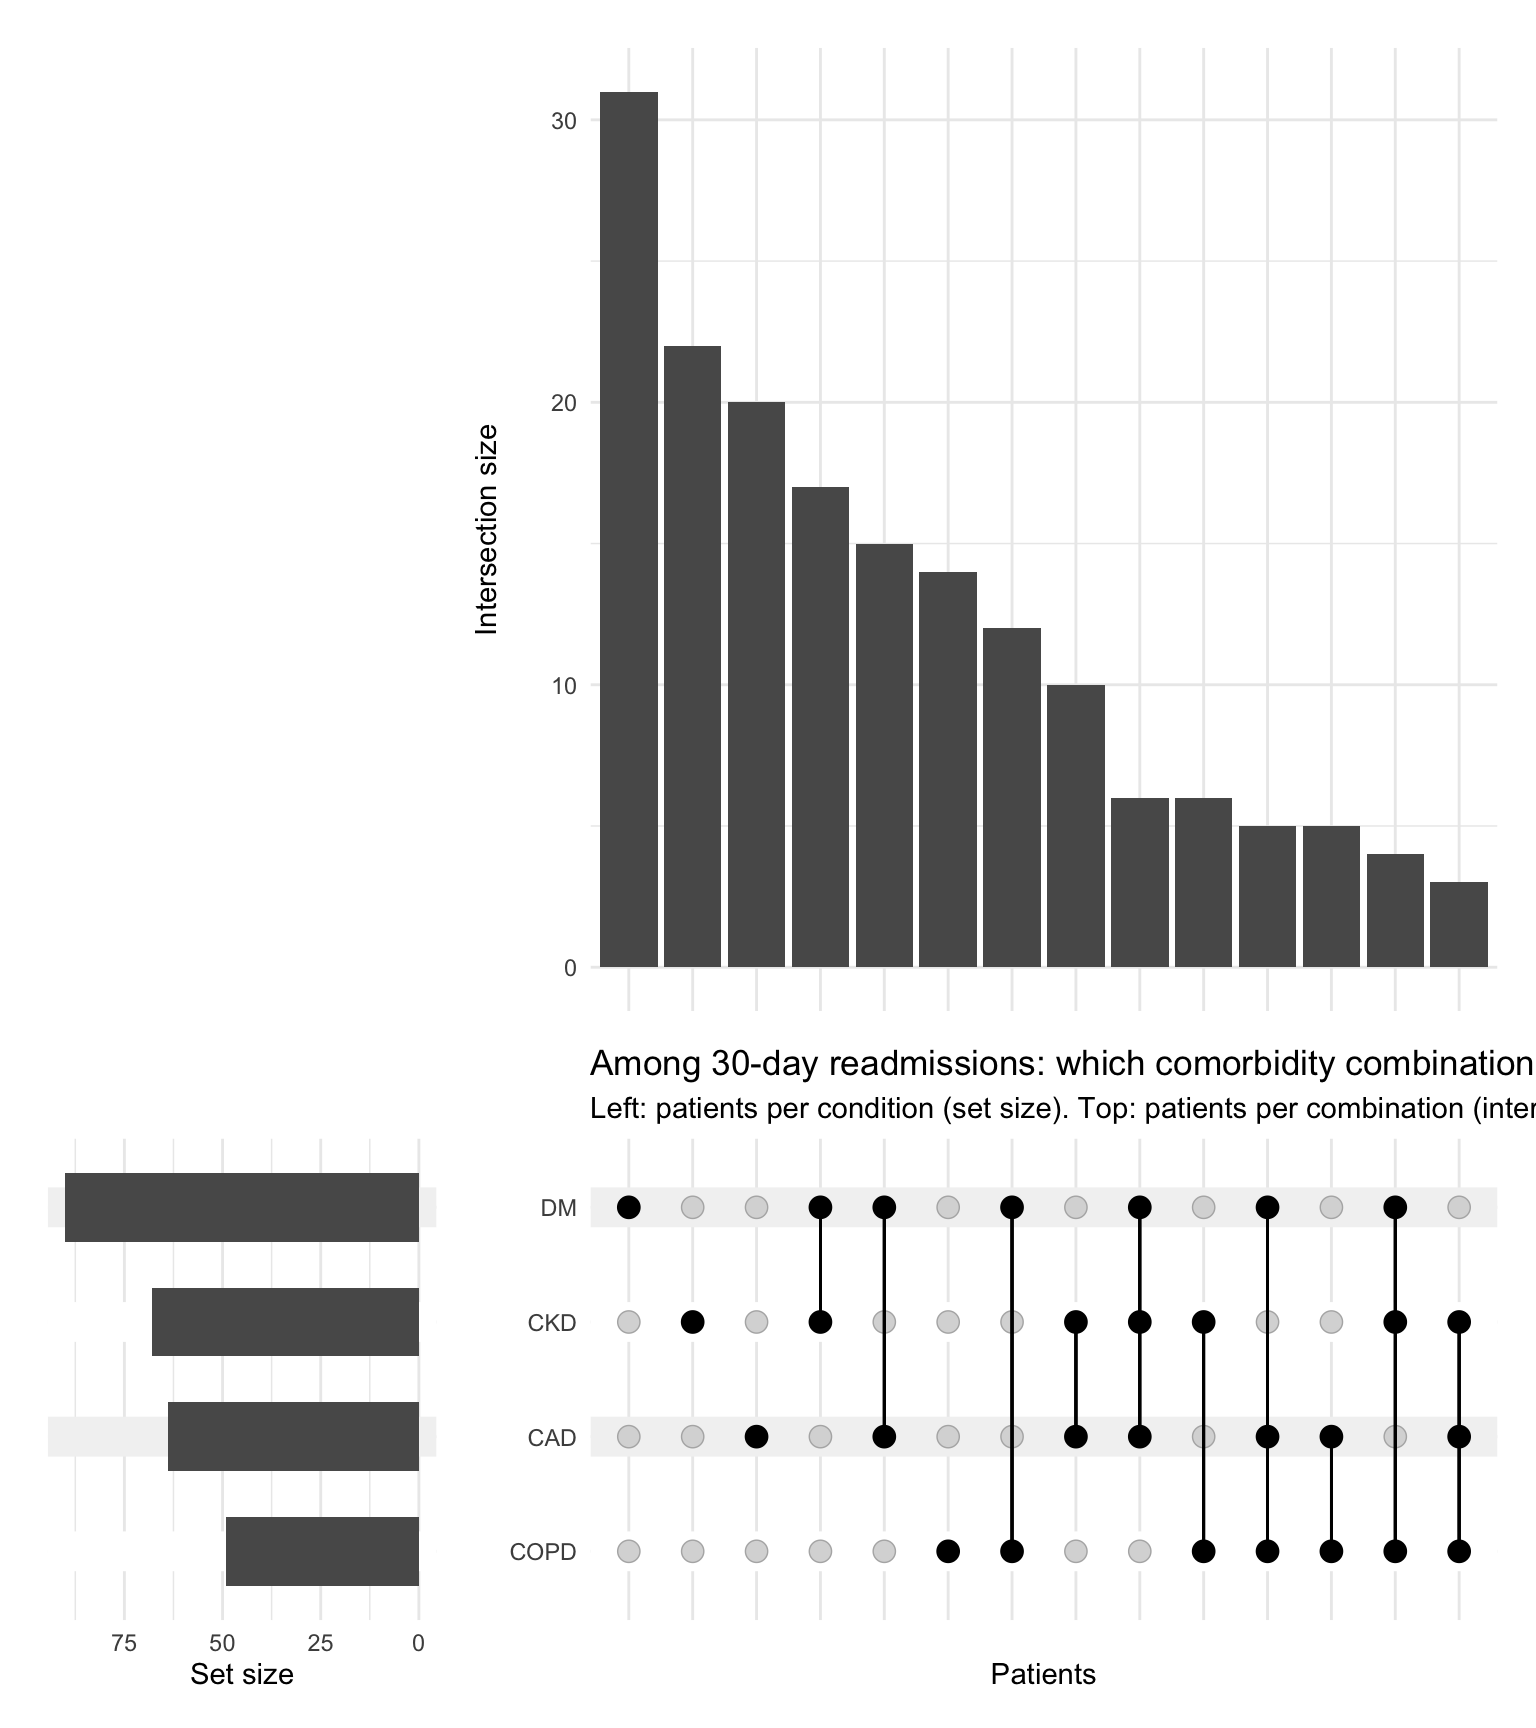 30
20
10
0
Intersection size
Among 30-day readmissions: which comorbidity combination
Left: patients per condition (set size). Top: patients per combination (inter
DM
CKD
CAD
COPD
75 50 25 0
Set size
Patients